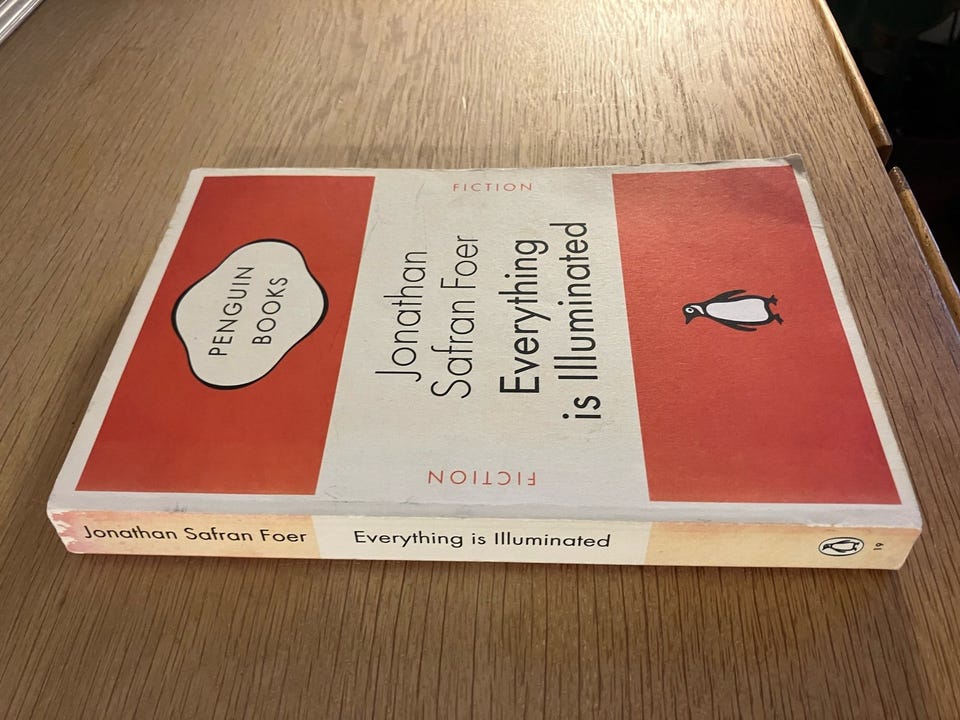 PENGUIN
BOOKS
FICTION
Jonathan
Safran Foer
Everything
is Illuminated
FICTION
Jonathan Safran Foer
Everything is Illuminated
19